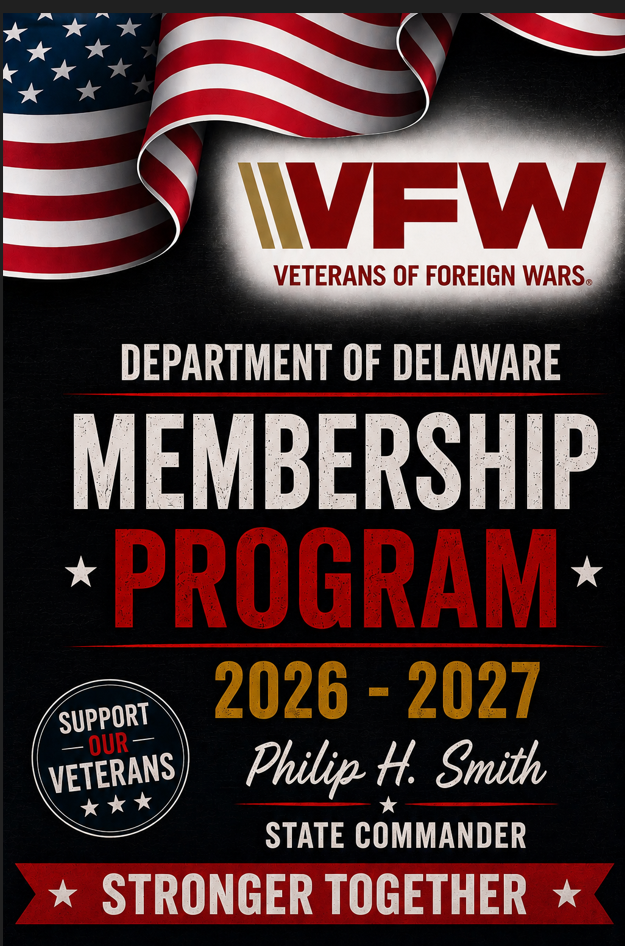 VFW
VETERANS OF FOREIGN WARS®
DEPARTMENT OF DELAWARE
MEMBERSHIP
PROGRAM
2026 - 2027
SUPPORT
OUR
VETERANS
Philip H. Smith
STATE COMMANDER
STRONGER TOGETHER